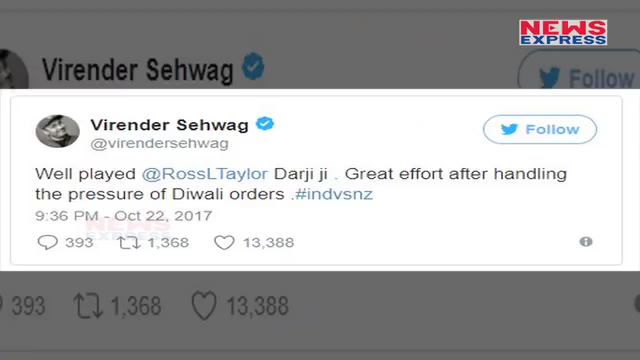 NEWS
EXPRESS
Virender Sehwag
Follow
Virender Sehwag
@virendersehwag
Follow
Well played @RossLTaylor Darji ji . Great effort after handling
the pressure of Diwali orders .#indvsnz
9:36 PM - Oct 22, 2017
NEWS
EXPRESS
393 1,368 13,388
393 1,368 13,388